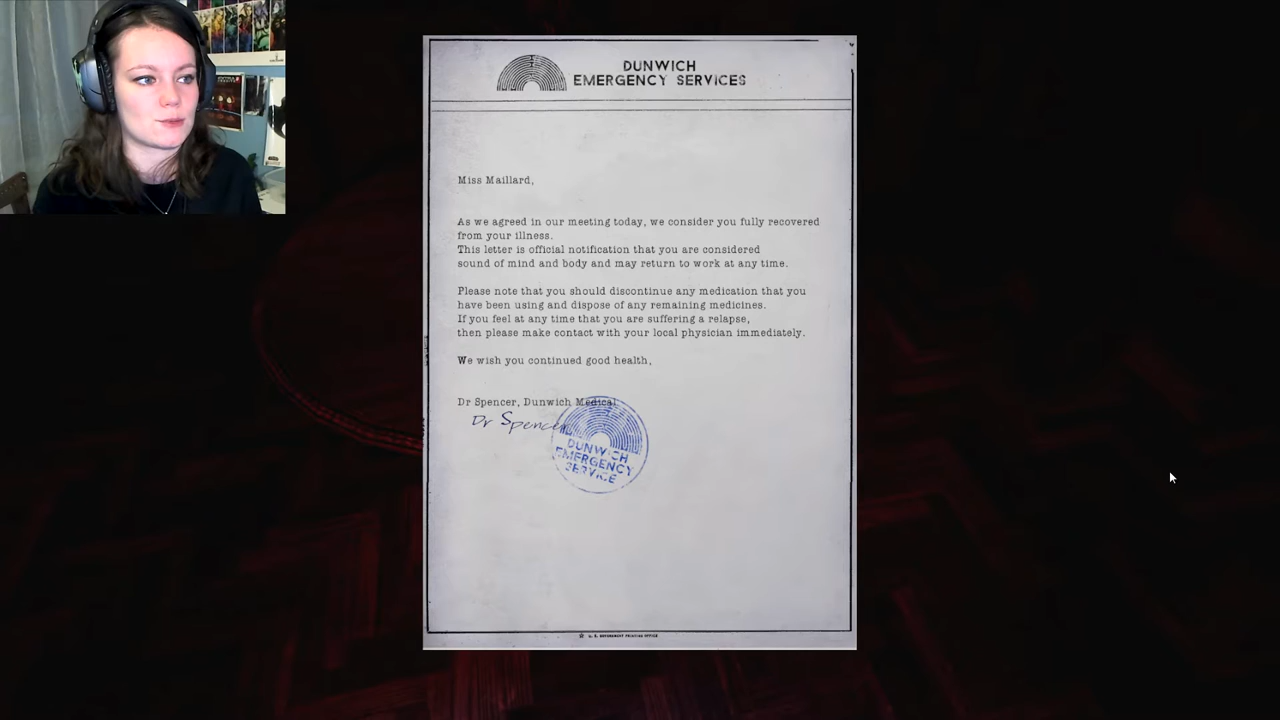 DUNWICH
EMERGENCY SERVICES
Miss Maillard,
As we agreed in our meeting today, we consider you fully recovered
from your illness.
This letter is official notification that you are considered
sound of mind and body and may return to work at any time.
Please note that you should discontinue any medication that you
have been using and dispose of any remaining medicines.
If you feel at any time that you are suffering a relapse,
then please make contact with your local physician immediately.
We wish you continued good health,
Dr Spencer, Dunwich Medical
Dr Spencer
DUNWICH
EMERGENCY
SERVICE
U. S. GOVERNMENT PRINTING OFFICE